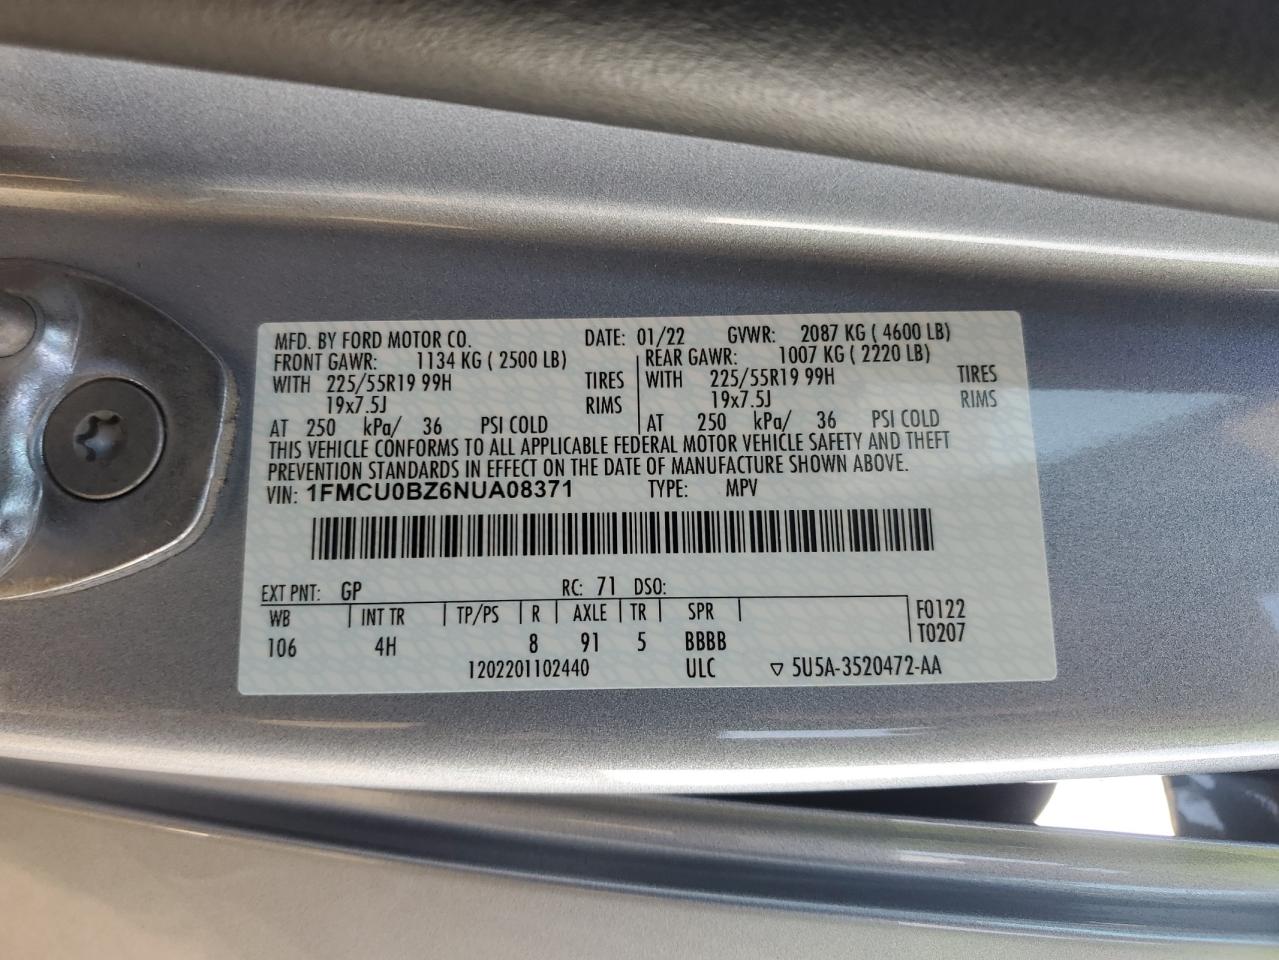 MFD. BY FORD MOTOR CO. DATE: 01/22 GVWR: 2087 KG ( 4600 LB)
FRONT GAWR: 1134 KG ( 2500 LB) REAR GAWR: 1007 KG ( 2220 LB)
WITH 225/55R19 99H TIRES WITH 225/55R19 99H TIRES
19x7.5J RIMS 19x7.5J RIMS
AT 250 kPa/ 36 PSI COLD AT 250 kPa/ 36 PSI COLD
THIS VEHICLE CONFORMS TO ALL APPLICABLE FEDERAL MOTOR VEHICLE SAFETY AND THEFT
PREVENTION STANDARDS IN EFFECT ON THE DATE OF MANUFACTURE SHOWN ABOVE.
VIN: 1FMCU0BZ6NUA08371 TYPE: MPV
EXT PNT: GP RC: 71 DSO:
WB INT TR TP/PS R AXLE TR SPR F0122
106 4H 8 91 5 BBBB T0207
1202201102440 ULC ▽ 5U5A-3520472-AA